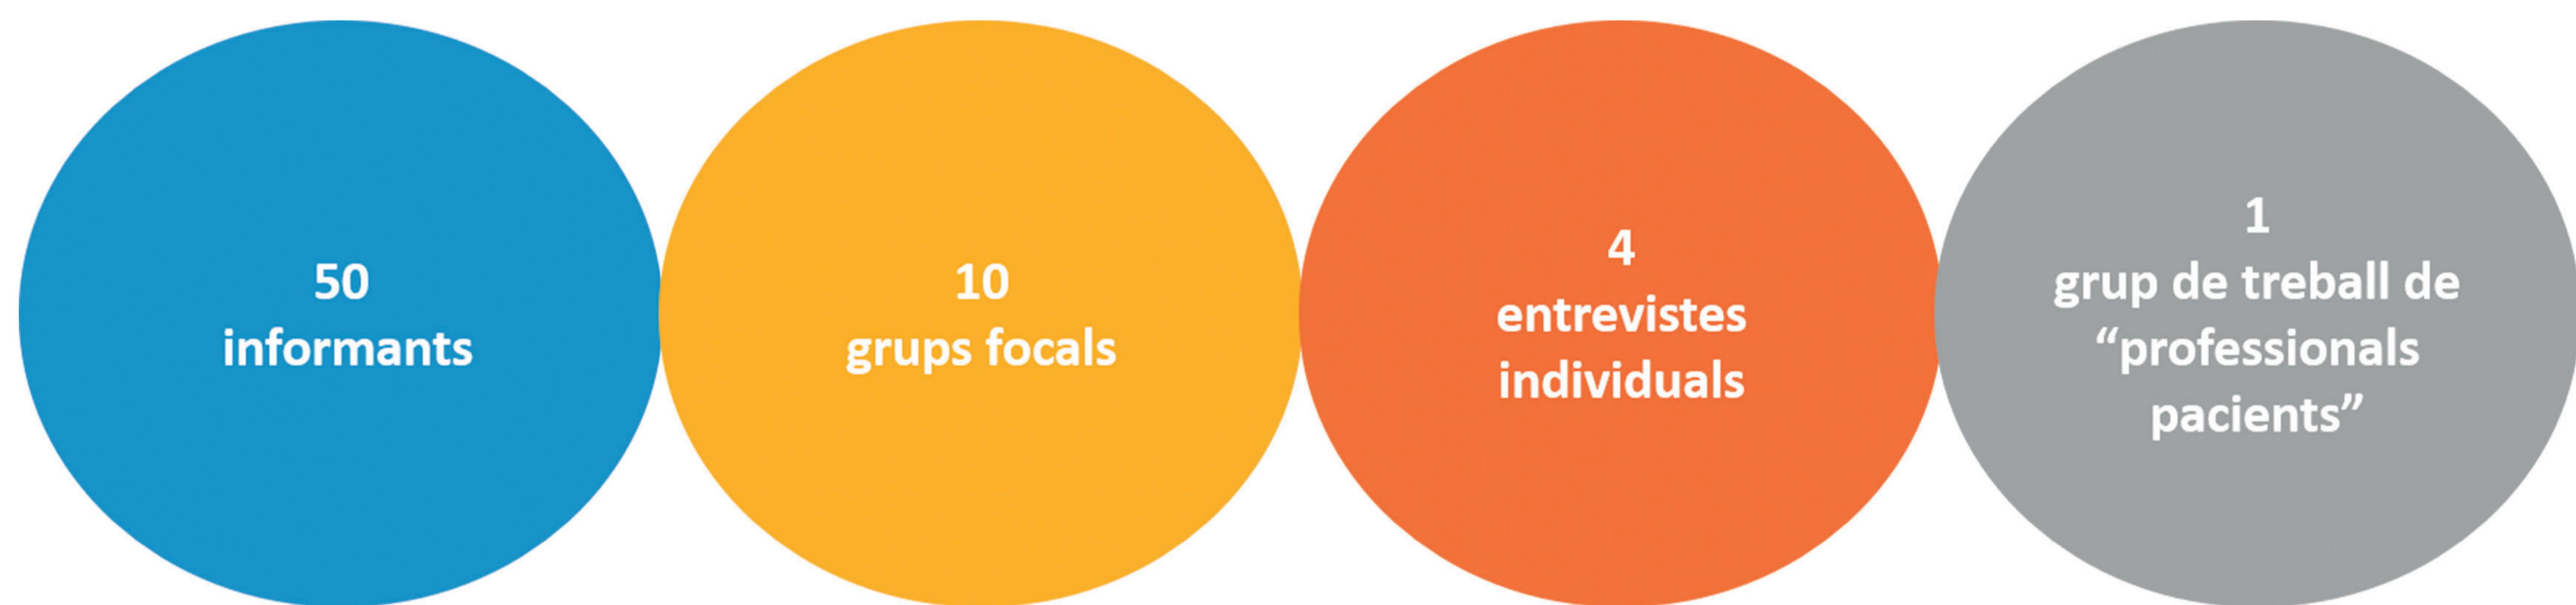 50
informants
10
grups focals
4
entrevistes
individuals
1
grup de treball de
“professionals
pacients”